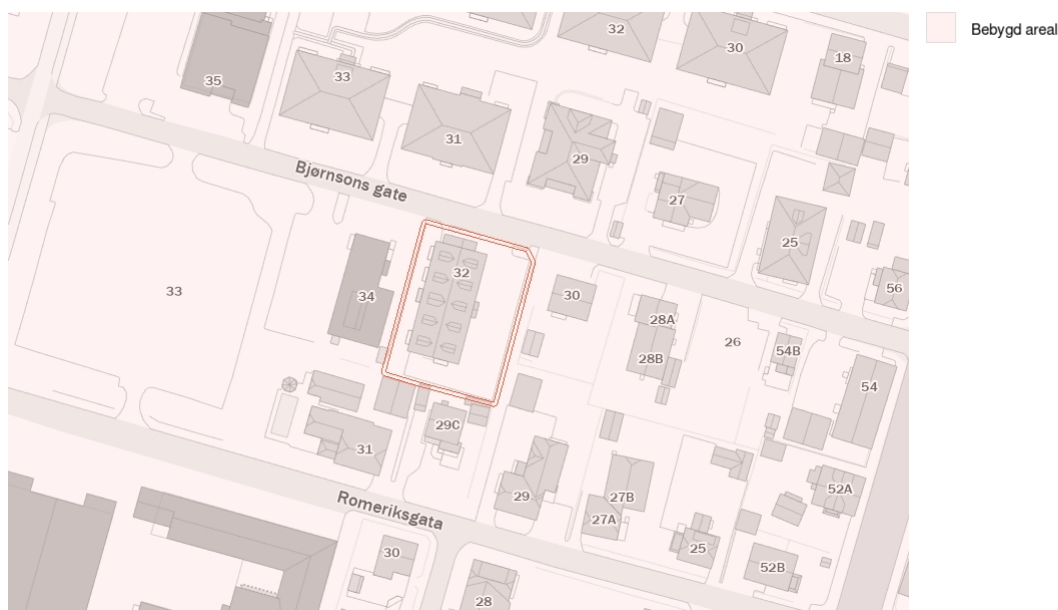 32
30
18
35
33
31
29
Bjørnsons gate
27
25
56
32
30
34
33
28A
26
28B
54B
54
29C
31
29
27B
27A
52A
Romeriksgata
25
30
52B
28
Bebygd areal